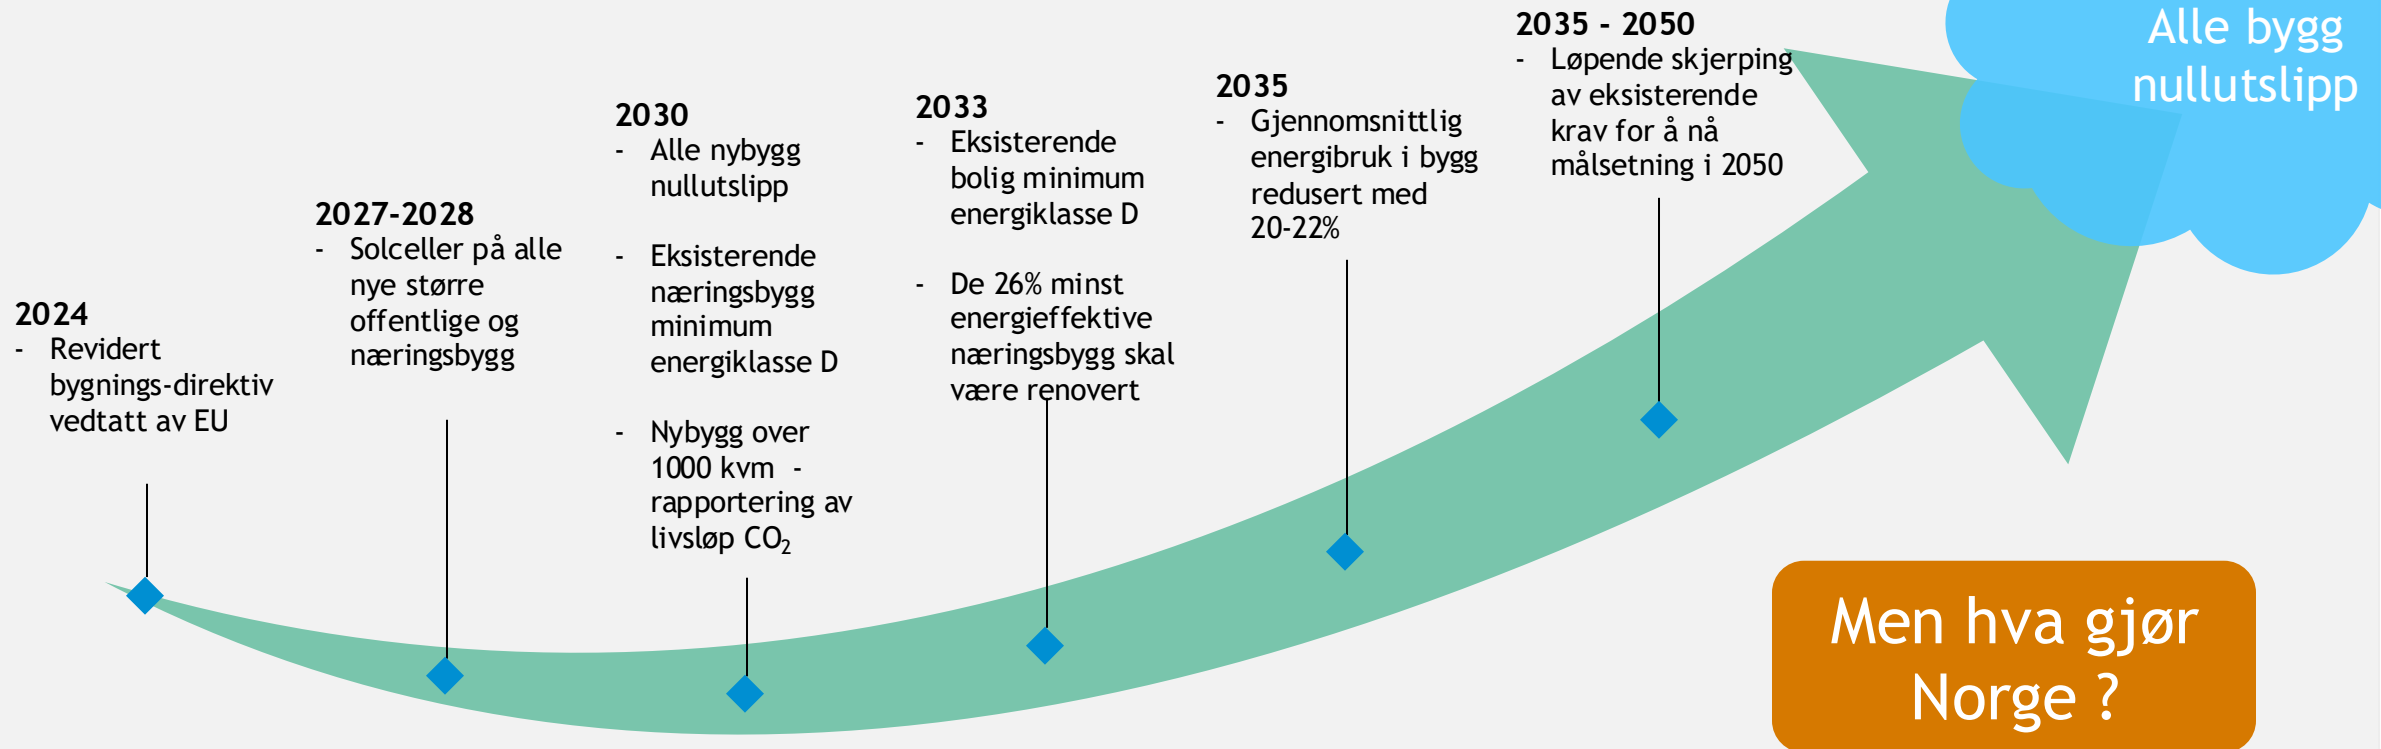 2024
- Revidert
bygnings-direktiv
vedtatt av EU
2027-2028
- Solceller på alle
nye større
offentlige og
næringsbygg
2030
- Alle nybygg
nullutslipp
- Eksisterende
næringsbygg
minimum
energiklasse D
- Nybygg over
1000 kvm -
rapportering av
livsløp CO₂
2033
- Eksisterende
bolig minimum
energiklasse D
- De 26% minst
energieffektive
næringsbygg skal
være renovert
2035
- Gjennomsnittlig
energibruk i bygg
redusert med
20-22%
2035 - 2050
- Løpende skjerping
av eksisterende
krav for å nå
målsetning i 2050
Alle bygg
nullutslipp
Men hva gjør
Norge ?